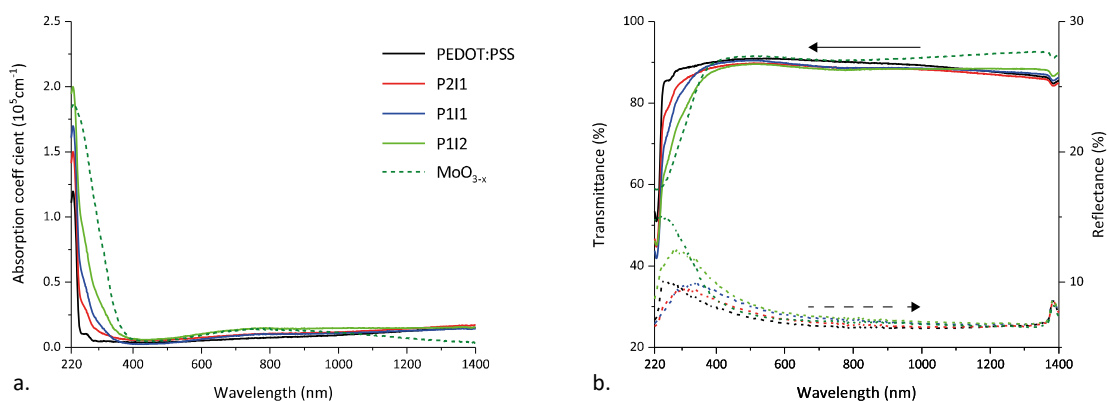 2.5
2.0
1.5
1.0
0.5
0.0
220 400 600 800 1000 1200 1400
Absorption coeff cient (10⁵cm⁻¹)
Wavelength (nm)
PEDOT:PSS
P2I1
P1I1
P1I2
MoO₃₋ₓ
a.
100
80
60
40
20
30
20
10
0
220 400 600 800 1000 1200 1400
Transmittance (%)
Reflectance (%)
Wavelength (nm)
b.